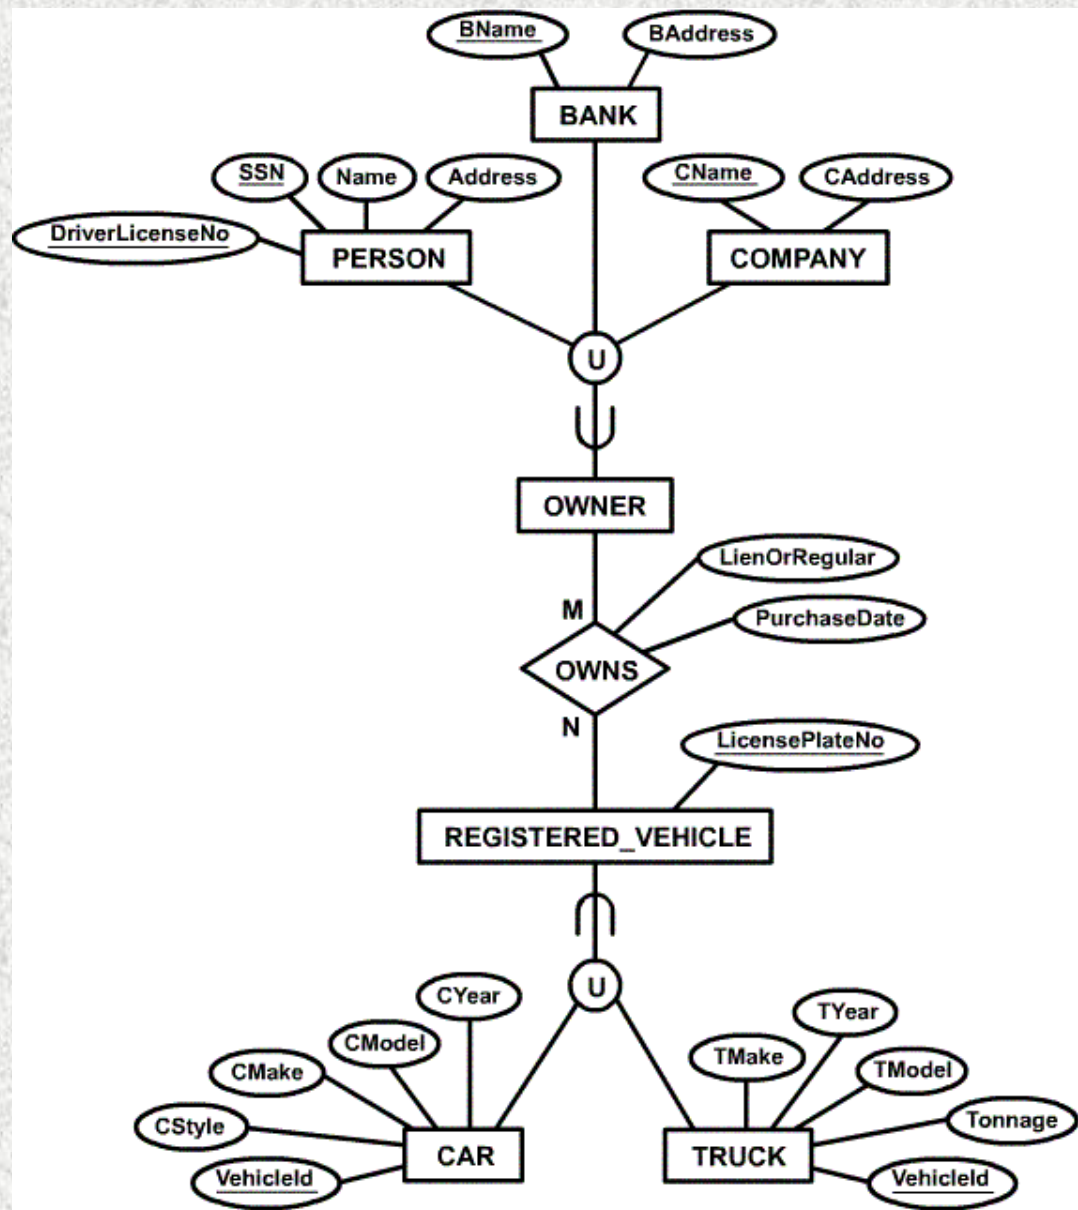 BName BAddress
BANK
SSN Name Address CName CAddress
DriverLicenseNo
PERSON COMPANY
U
OWNER
LienOrRegular
M PurchaseDate
OWNS
N LicensePlateNo
REGISTERED_VEHICLE
U
CYear TYear
CModel TMake
CMake TModel
CStyle Tonnage
CAR TRUCK
VehicleId VehicleId